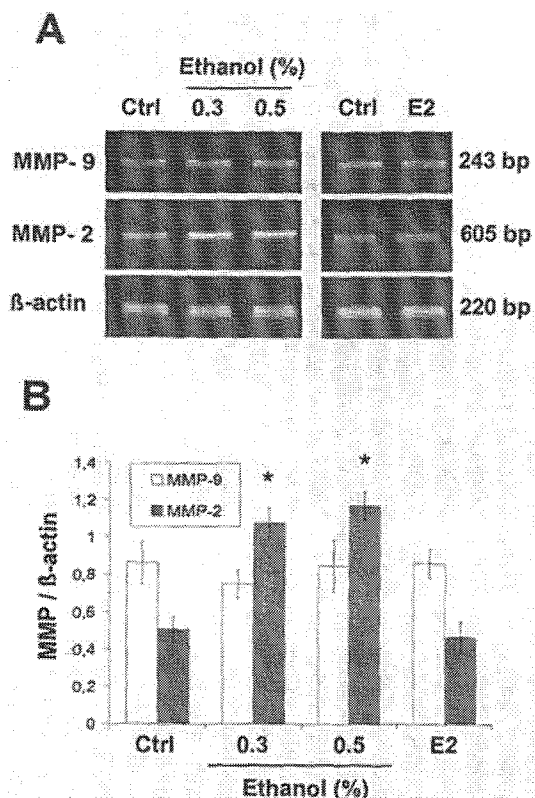 A
Ethanol (%)
Ctrl 0.3 0.5 Ctrl E2
MMP- 9 243 bp
MMP- 2 605 bp
ß-actin 220 bp
B
MMP / ß-actin
1,4
1,2
1
0,8
0,6
0,4
0,2
0
MMP-9
MMP-2
*
*
Ctrl 0.3 0.5 E2
Ethanol (%)